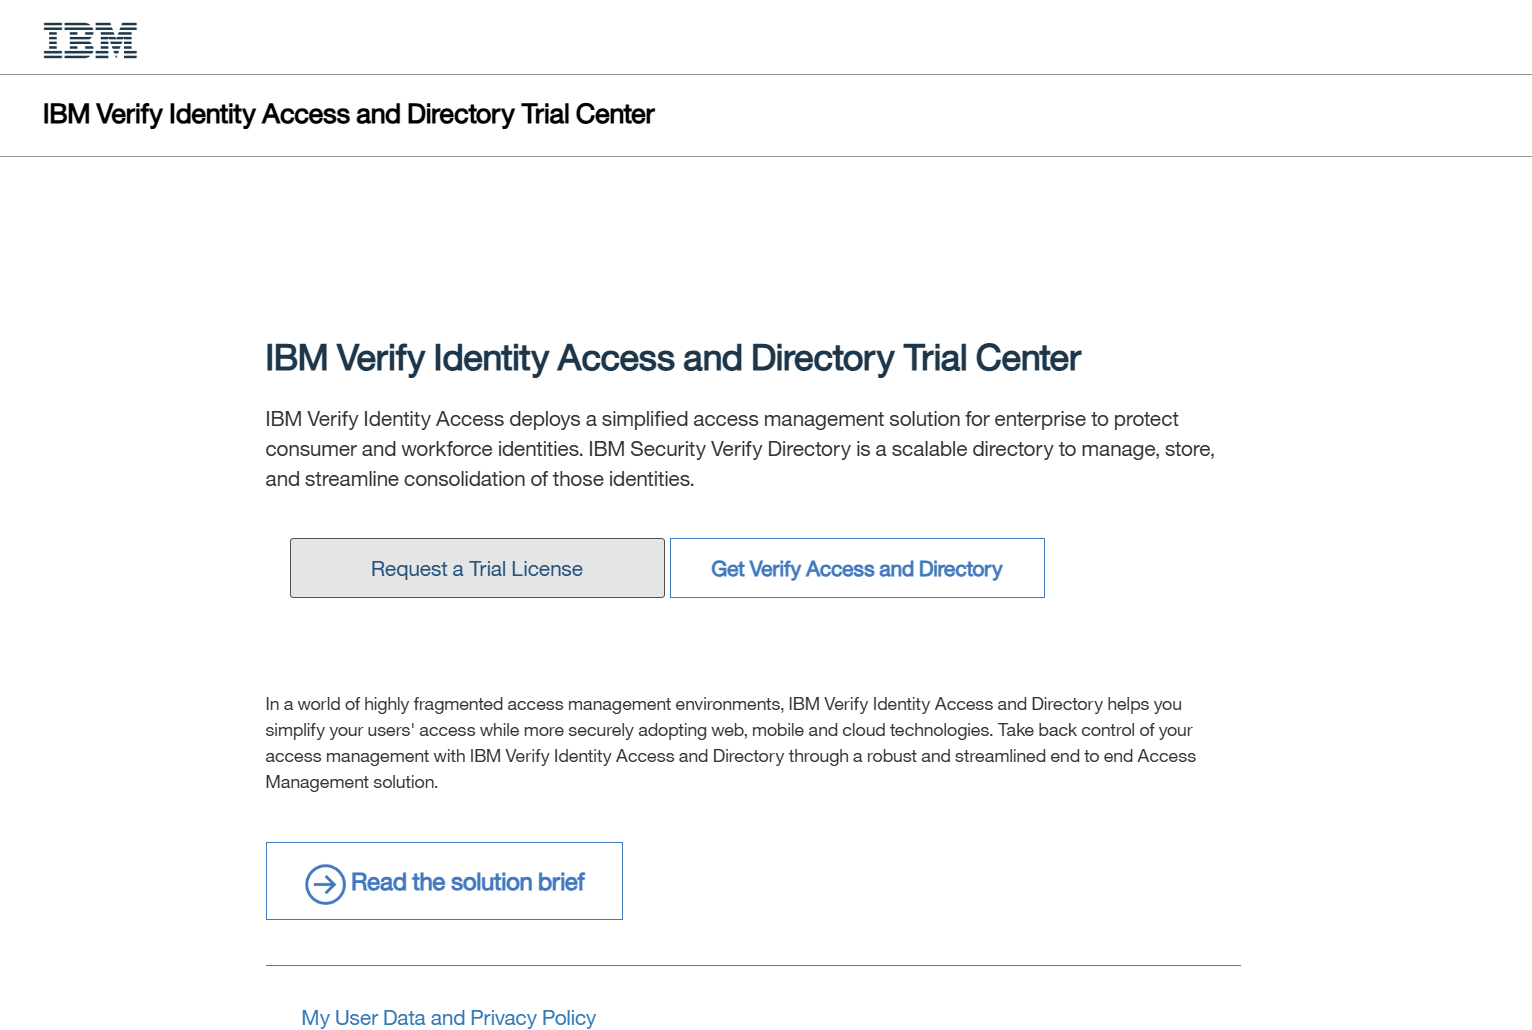 IBM
IBM Verify Identity Access and Directory Trial Center
IBM Verify Identity Access and Directory Trial Center
IBM Verify Identity Access deploys a simplified access management solution for enterprise to protect
consumer and workforce identities. IBM Security Verify Directory is a scalable directory to manage, store,
and streamline consolidation of those identities.
Request a Trial License
Get Verify Access and Directory
In a world of highly fragmented access management environments, IBM Verify Identity Access and Directory helps you
simplify your users' access while more securely adopting web, mobile and cloud technologies. Take back control of your
access management with IBM Verify Identity Access and Directory through a robust and streamlined end to end Access
Management solution.
Read the solution brief
My User Data and Privacy Policy